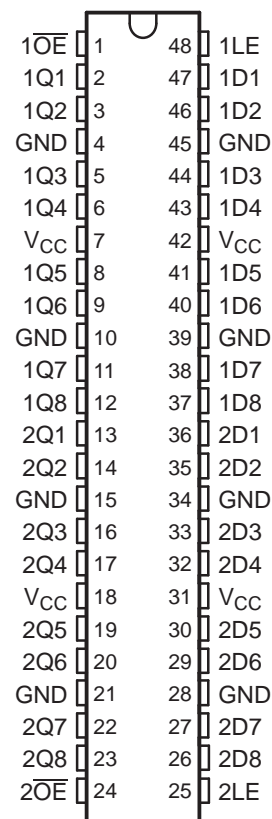 1O̅E̅ 1 48 1LE
1Q1 2 47 1D1
1Q2 3 46 1D2
GND 4 45 GND
1Q3 5 44 1D3
1Q4 6 43 1D4
VCC 7 42 VCC
1Q5 8 41 1D5
1Q6 9 40 1D6
GND 10 39 GND
1Q7 11 38 1D7
1Q8 12 37 1D8
2Q1 13 36 2D1
2Q2 14 35 2D2
GND 15 34 GND
2Q3 16 33 2D3
2Q4 17 32 2D4
VCC 18 31 VCC
2Q5 19 30 2D5
2Q6 20 29 2D6
GND 21 28 GND
2Q7 22 27 2D7
2Q8 23 26 2D8
2O̅E̅ 24 25 2LE